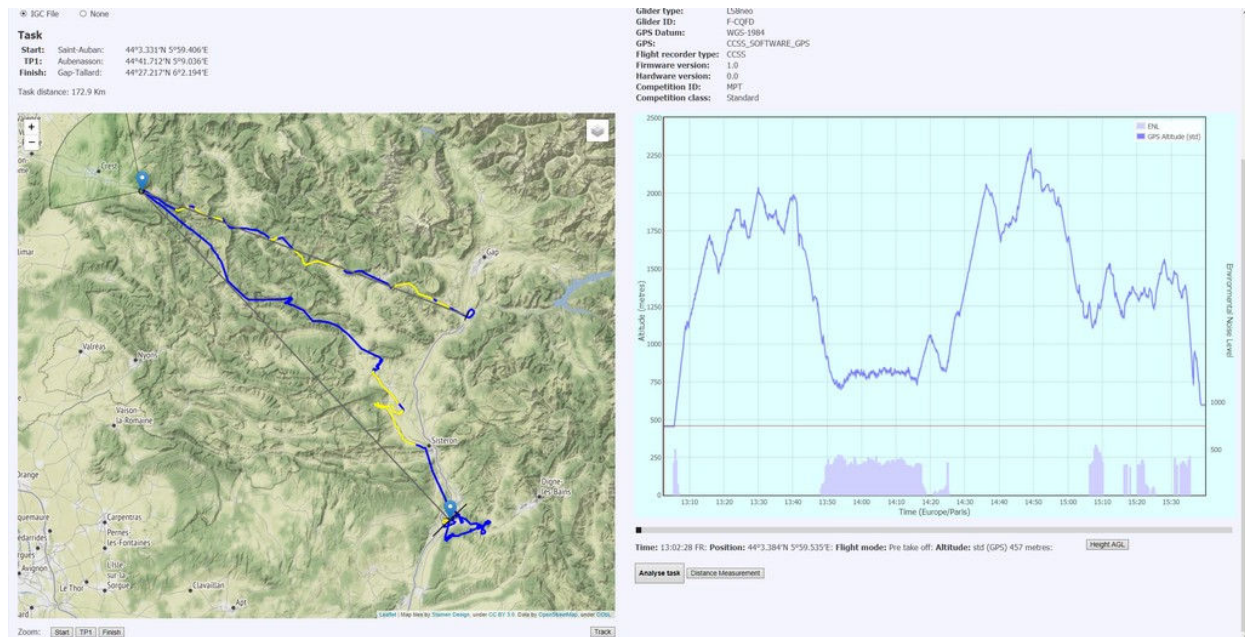 IGC File None
Task
Start: Saint-Auban: 44°3.331'N 5°59.406'E
TP1: Aubenasson: 44°41.712'N 5°9.036'E
Finish: Gap-Tallard: 44°27.217'N 6°2.194'E
Task distance: 172.9 Km
+
−
Crest
Gap
Valréas
Nyons
Vaison-
la-Romaine
Sisteron
Digne-
les-Bains
Orange
Carpentras
Pernes-
les-Fontaines
Avignon
Le Thor
L'Isle-
sur-la-
Sorgue
Cavaillan
Apt
Leaflet | Map tiles by Stamen Design, under CC BY 3.0. Data by OpenStreetMap, under ODbL.
Zoom: Start TP1 Finish Track
Glider type: LS8neo
Glider ID: F-CQFD
GPS Datum: WGS-1984
GPS: CCSS_SOFTWARE_GPS
Flight recorder type: CCSS
Firmware version: 1.0
Hardware version: 0.0
Competition ID: MPT
Competition class: Standard
ENL
GPS Altitude (std)
2500
2250
2000
1750
1500
1250
1000
750
500
250
0
Altitude (metres)
1000
500
Environmental Noise Level
13:10 13:20 13:30 13:40 13:50 14:00 14:10 14:20 14:30 14:40 14:50 15:00 15:10 15:20 15:30
Time (Europe/Paris)
Time: 13:02:28 FR: Position: 44°3.384'N 5°59.535'E: Flight mode: Pre take off: Altitude: std (GPS) 457 metres: Height AGL
Analyse task Distance Measurement